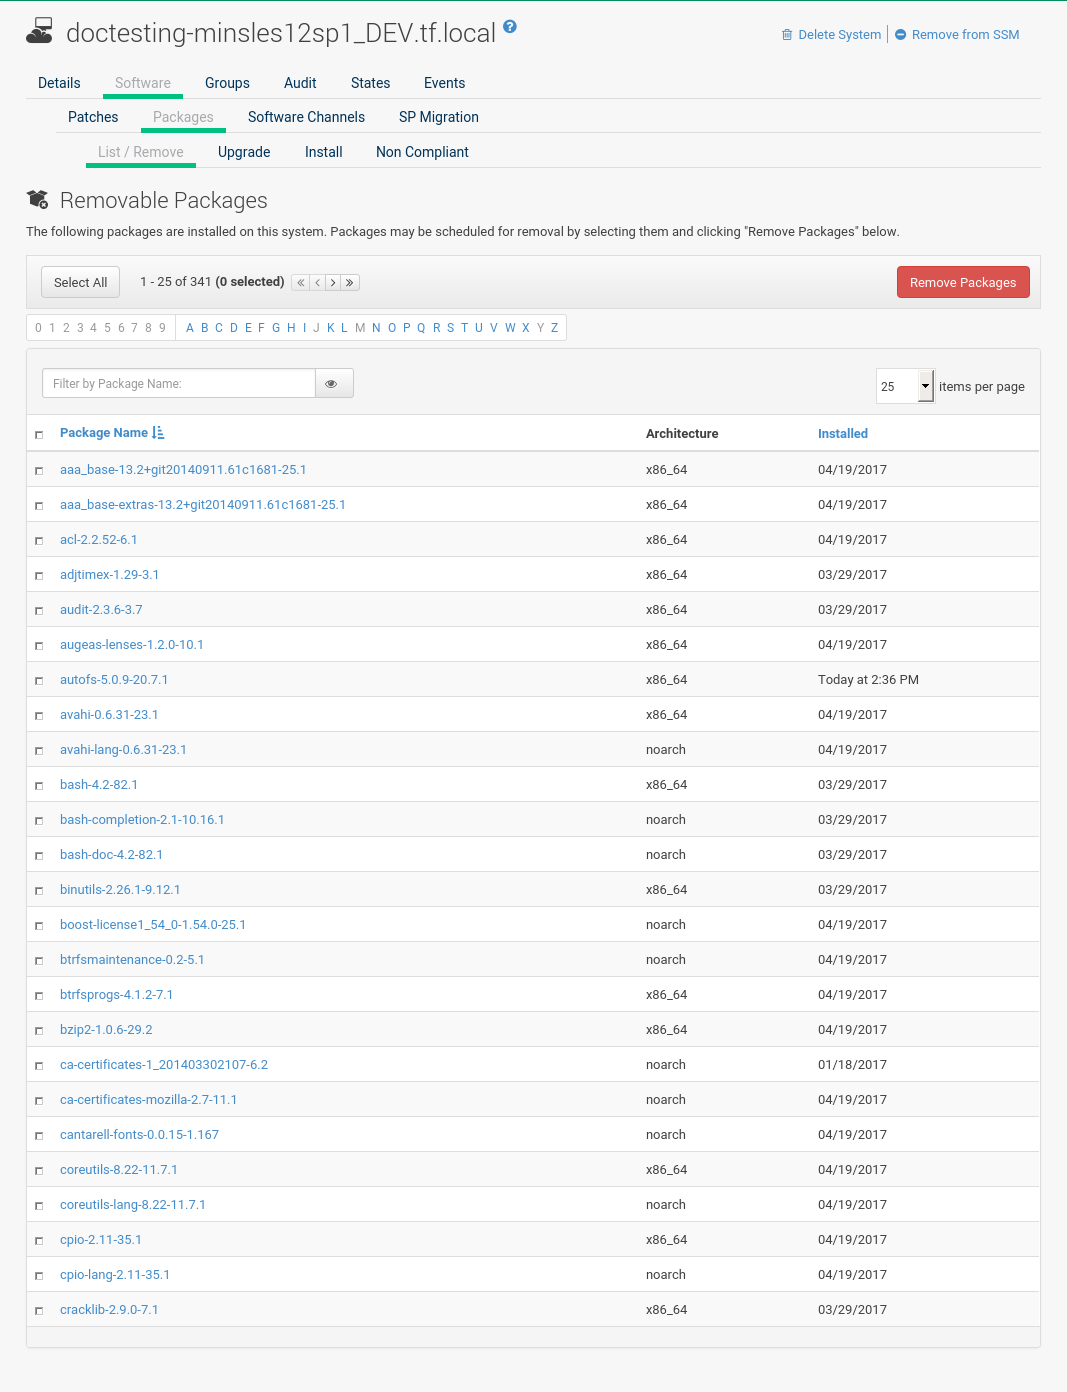 doctesting-minsles12sp1_DEV.tf.local ?
Delete System Remove from SSM
Details Software Groups Audit States Events
Patches Packages Software Channels SP Migration
List / Remove Upgrade Install Non Compliant
Removable Packages
The following packages are installed on this system. Packages may be scheduled for removal by selecting them and clicking "Remove Packages" below.
Select All 1 - 25 of 341 (0 selected) Remove Packages
0 1 2 3 4 5 6 7 8 9 A B C D E F G H I J K L M N O P Q R S T U V W X Y Z
Filter by Package Name: 25 items per page
Package Name Architecture Installed
aaa_base-13.2+git20140911.61c1681-25.1 x86_64 04/19/2017
aaa_base-extras-13.2+git20140911.61c1681-25.1 x86_64 04/19/2017
acl-2.2.52-6.1 x86_64 04/19/2017
adjtimex-1.29-3.1 x86_64 03/29/2017
audit-2.3.6-3.7 x86_64 03/29/2017
augeas-lenses-1.2.0-10.1 x86_64 04/19/2017
autofs-5.0.9-20.7.1 x86_64 Today at 2:36 PM
avahi-0.6.31-23.1 x86_64 04/19/2017
avahi-lang-0.6.31-23.1 noarch 04/19/2017
bash-4.2-82.1 x86_64 03/29/2017
bash-completion-2.1-10.16.1 noarch 03/29/2017
bash-doc-4.2-82.1 noarch 03/29/2017
binutils-2.26.1-9.12.1 x86_64 03/29/2017
boost-license1_54_0-1.54.0-25.1 noarch 04/19/2017
btrfsmaintenance-0.2-5.1 noarch 04/19/2017
btrfsprogs-4.1.2-7.1 x86_64 04/19/2017
bzip2-1.0.6-29.2 x86_64 04/19/2017
ca-certificates-1_201403302107-6.2 noarch 01/18/2017
ca-certificates-mozilla-2.7-11.1 noarch 04/19/2017
cantarell-fonts-0.0.15-1.167 noarch 04/19/2017
coreutils-8.22-11.7.1 x86_64 04/19/2017
coreutils-lang-8.22-11.7.1 noarch 04/19/2017
cpio-2.11-35.1 x86_64 04/19/2017
cpio-lang-2.11-35.1 noarch 04/19/2017
cracklib-2.9.0-7.1 x86_64 03/29/2017